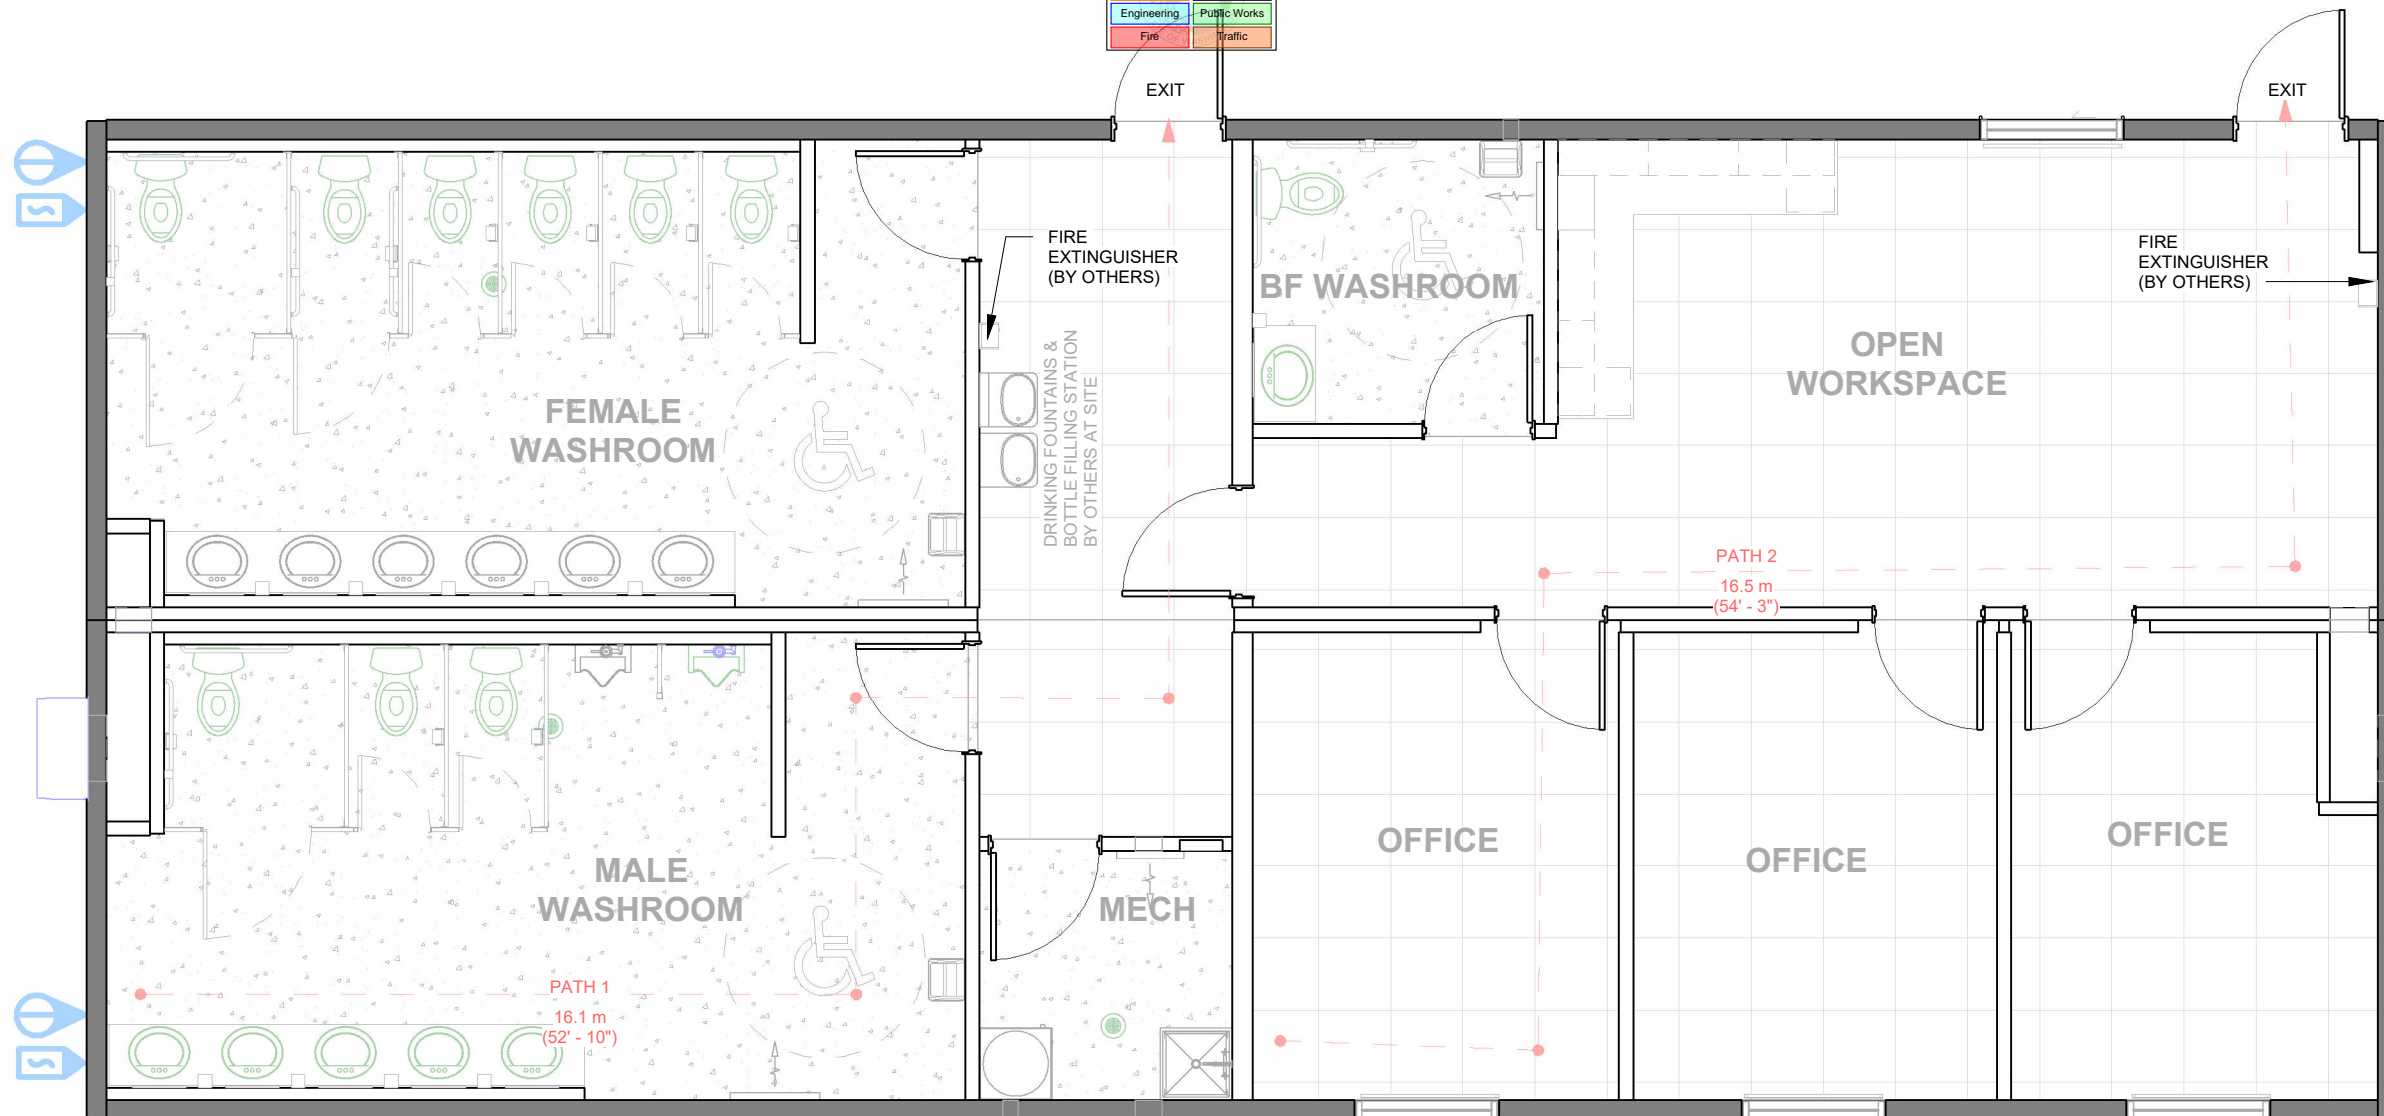 Engineering
Public Works
Fire
Traffic
EXIT
EXIT
FIRE
EXTINGUISHER
(BY OTHERS)
FIRE
EXTINGUISHER
(BY OTHERS)
BF WASHROOM
OPEN
WORKSPACE
FEMALE
WASHROOM
DRINKING FOUNTAINS &
BOTTLE FILLING STATION
BY OTHERS AT SITE
PATH 2
16.5 m
(54' - 3")
OFFICE
OFFICE
OFFICE
MALE
WASHROOM
MECH
PATH 1
16.1 m
(52' - 10")